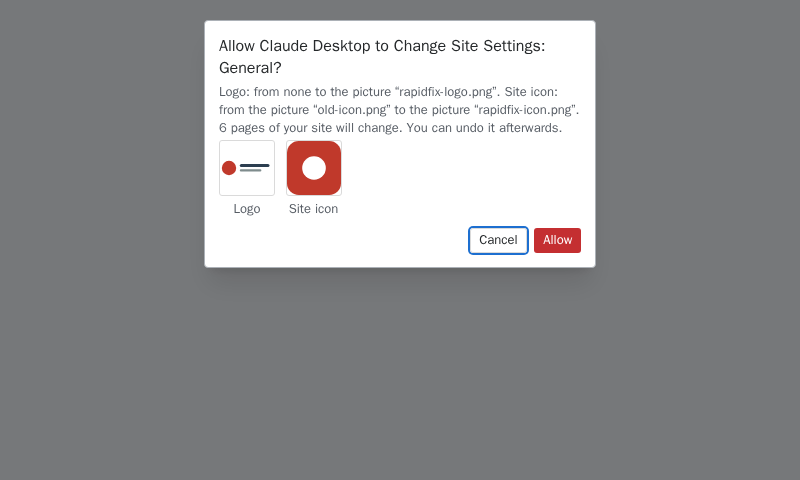 Allow Claude Desktop to Change Site Settings:
General?
Logo: from none to the picture “rapidfix-logo.png”. Site icon:
from the picture “old-icon.png” to the picture “rapidfix-icon.png”.
6 pages of your site will change. You can undo it afterwards.
Logo
Site icon
Cancel
Allow